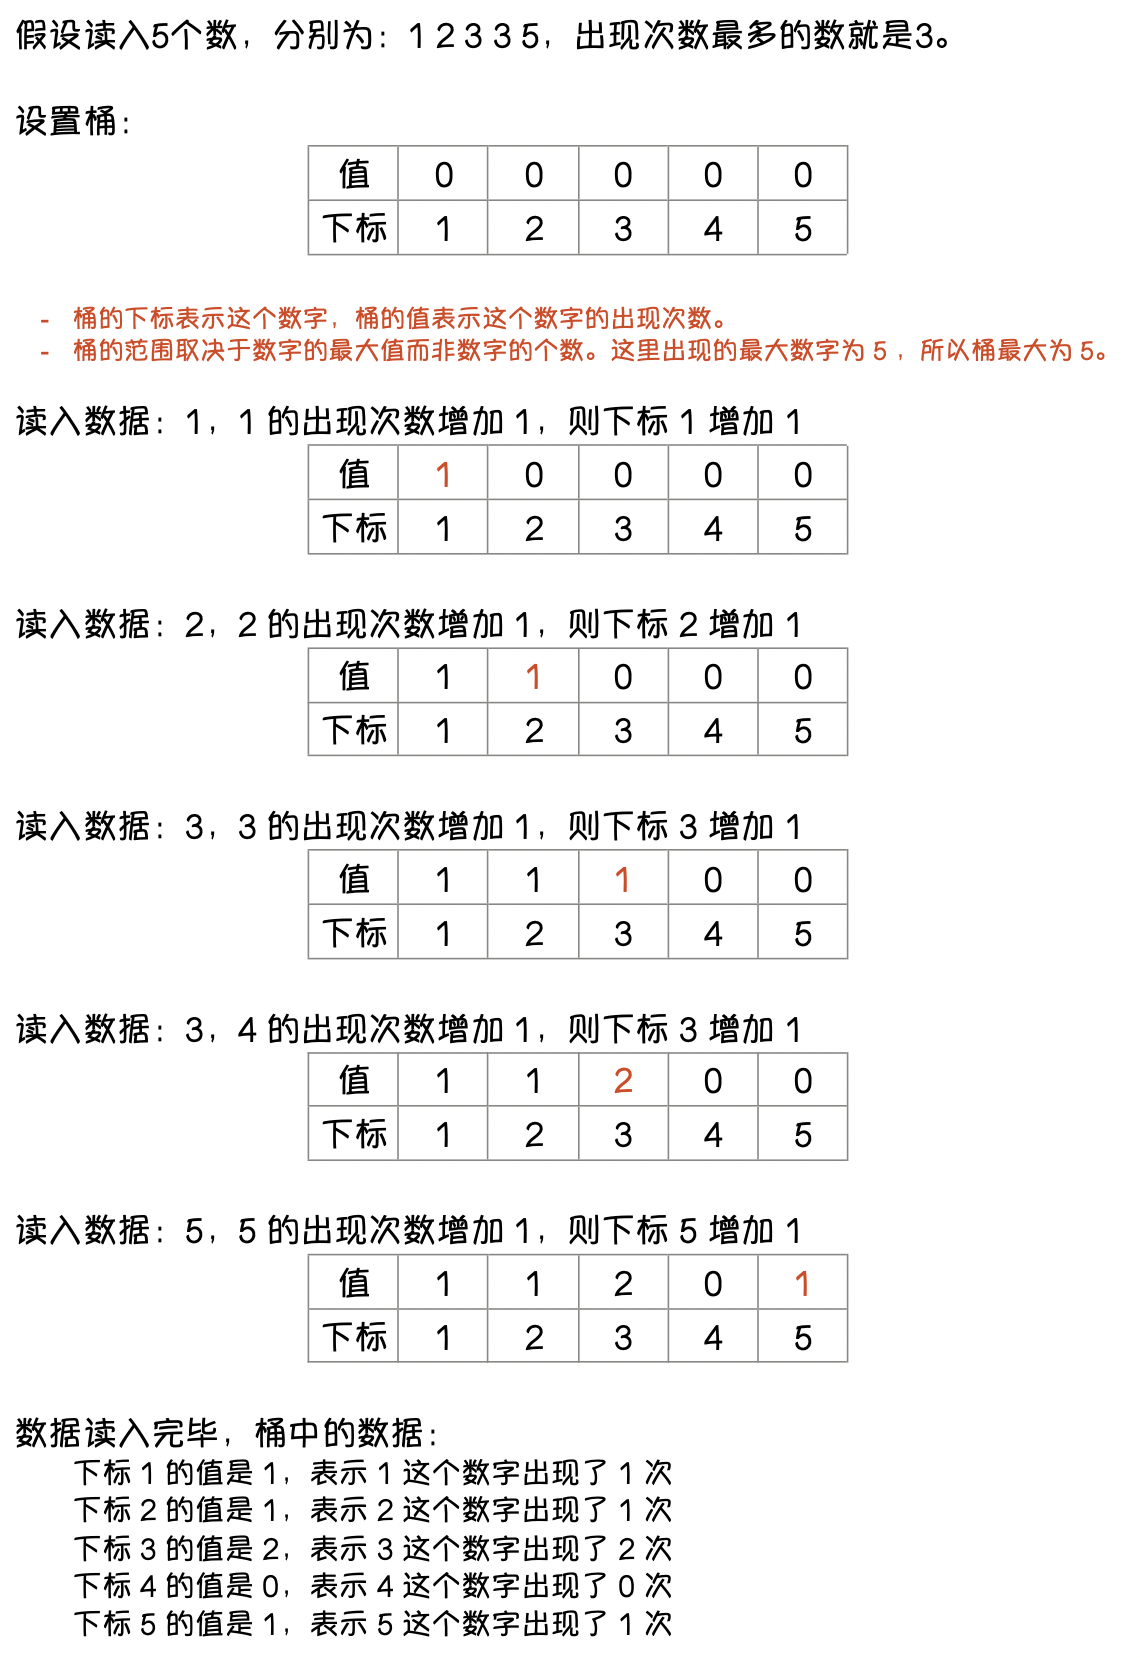 假设读入5个数，分别为：1 2 3 3 5，出现次数最多的数就是3。
设置桶：
值 0 0 0 0 0
下标 1 2 3 4 5
- 桶的下标表示这个数字，桶的值表示这个数字的出现次数。
- 桶的范围取决于数字的最大值而非数字的个数。这里出现的最大数字为 5 ，所以桶最大为 5。
读入数据：1，1 的出现次数增加 1，则下标 1 增加 1
值 1 0 0 0 0
下标 1 2 3 4 5
读入数据：2，2 的出现次数增加 1，则下标 2 增加 1
值 1 1 0 0 0
下标 1 2 3 4 5
读入数据：3，3 的出现次数增加 1，则下标 3 增加 1
值 1 1 1 0 0
下标 1 2 3 4 5
读入数据：3，4 的出现次数增加 1，则下标 3 增加 1
值 1 1 2 0 0
下标 1 2 3 4 5
读入数据：5，5 的出现次数增加 1，则下标 5 增加 1
值 1 1 2 0 1
下标 1 2 3 4 5
数据读入完毕，桶中的数据：
下标 1 的值是 1，表示 1 这个数字出现了 1 次
下标 2 的值是 1，表示 2 这个数字出现了 1 次
下标 3 的值是 2，表示 3 这个数字出现了 2 次
下标 4 的值是 0，表示 4 这个数字出现了 0 次
下标 5 的值是 1，表示 5 这个数字出现了 1 次